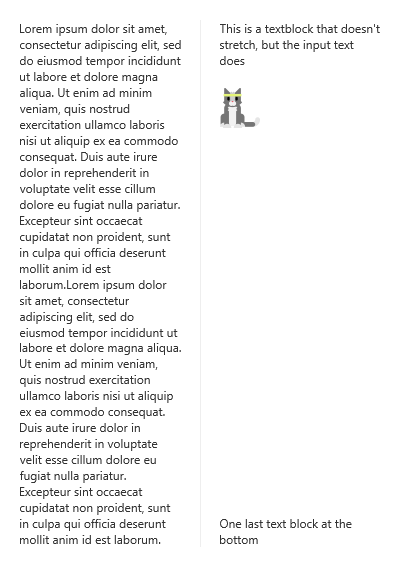 Lorem ipsum dolor sit amet,
consectetur adipiscing elit, sed
do eiusmod tempor incididunt
ut labore et dolore magna
aliqua. Ut enim ad minim
veniam, quis nostrud
exercitation ullamco laboris
nisi ut aliquip ex ea commodo
consequat. Duis aute irure
dolor in reprehenderit in
voluptate velit esse cillum
dolore eu fugiat nulla pariatur.
Excepteur sint occaecat
cupidatat non proident, sunt
in culpa qui officia deserunt
mollit anim id est
laborum.Lorem ipsum dolor
sit amet, consectetur
adipiscing elit, sed do
eiusmod tempor incididunt ut
labore et dolore magna aliqua.
Ut enim ad minim veniam,
quis nostrud exercitation
ullamco laboris nisi ut aliquip
ex ea commodo consequat.
Duis aute irure dolor in
reprehenderit in voluptate
velit esse cillum dolore eu
fugiat nulla pariatur.
Excepteur sint occaecat
cupidatat non proident, sunt
in culpa qui officia deserunt
mollit anim id est laborum.
This is a textblock that doesn't
stretch, but the input text
does
One last text block at the
bottom